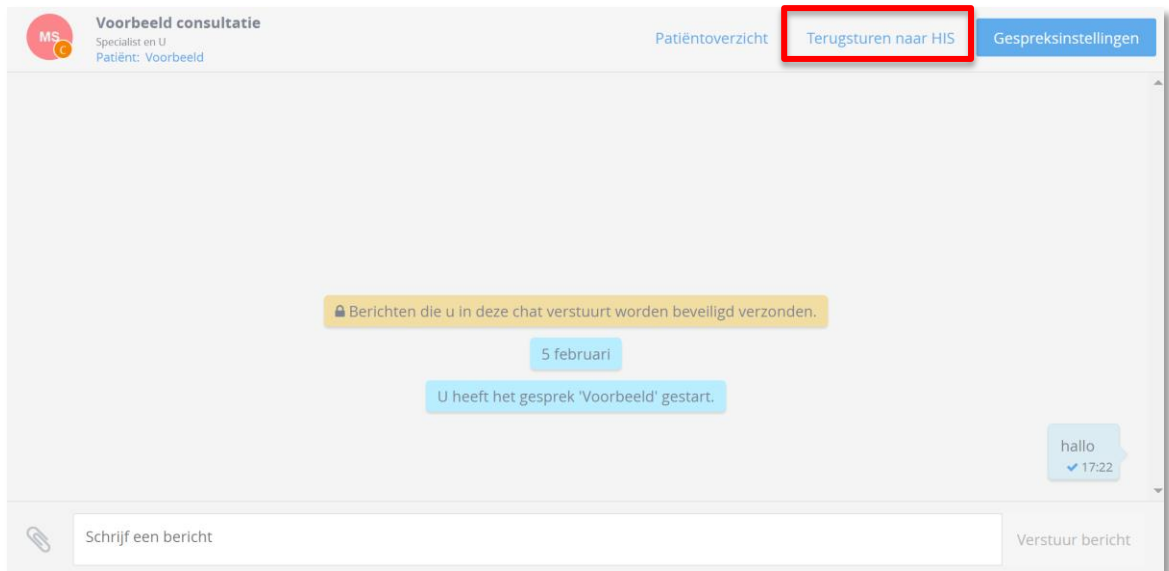 MS
C
Voorbeeld consultatie
Specialist en U
Patiënt: Voorbeeld
Patiëntoverzicht
Terugsturen naar HIS
Gespreksinstellingen
Berichten die u in deze chat verstuurt worden beveiligd verzonden.
5 februari
U heeft het gesprek 'Voorbeeld' gestart.
hallo
17:22
Schrijf een bericht
Verstuur bericht